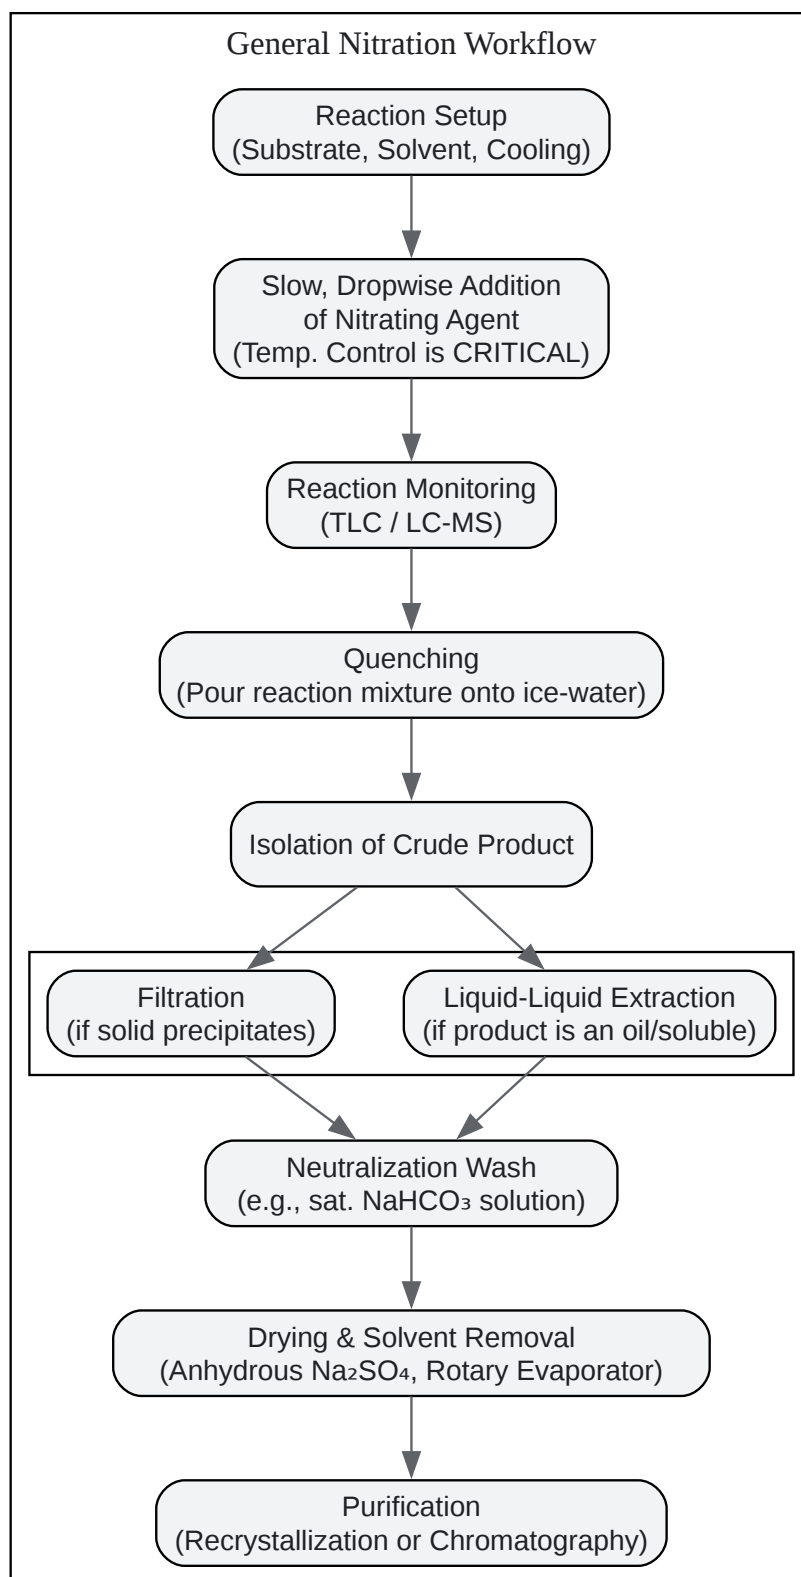 General Nitration Workflow
Reaction Setup
(Substrate, Solvent, Cooling)
Slow, Dropwise Addition
of Nitrating Agent
(Temp. Control is CRITICAL)
Reaction Monitoring
(TLC / LC-MS)
Quenching
(Pour reaction mixture onto ice-water)
Isolation of Crude Product
Filtration
(if solid precipitates)
Liquid-Liquid Extraction
(if product is an oil/soluble)
Neutralization Wash
(e.g., sat. NaHCO₃ solution)
Drying & Solvent Removal
(Anhydrous Na₂SO₄, Rotary Evaporator)
Purification
(Recrystallization or Chromatography)